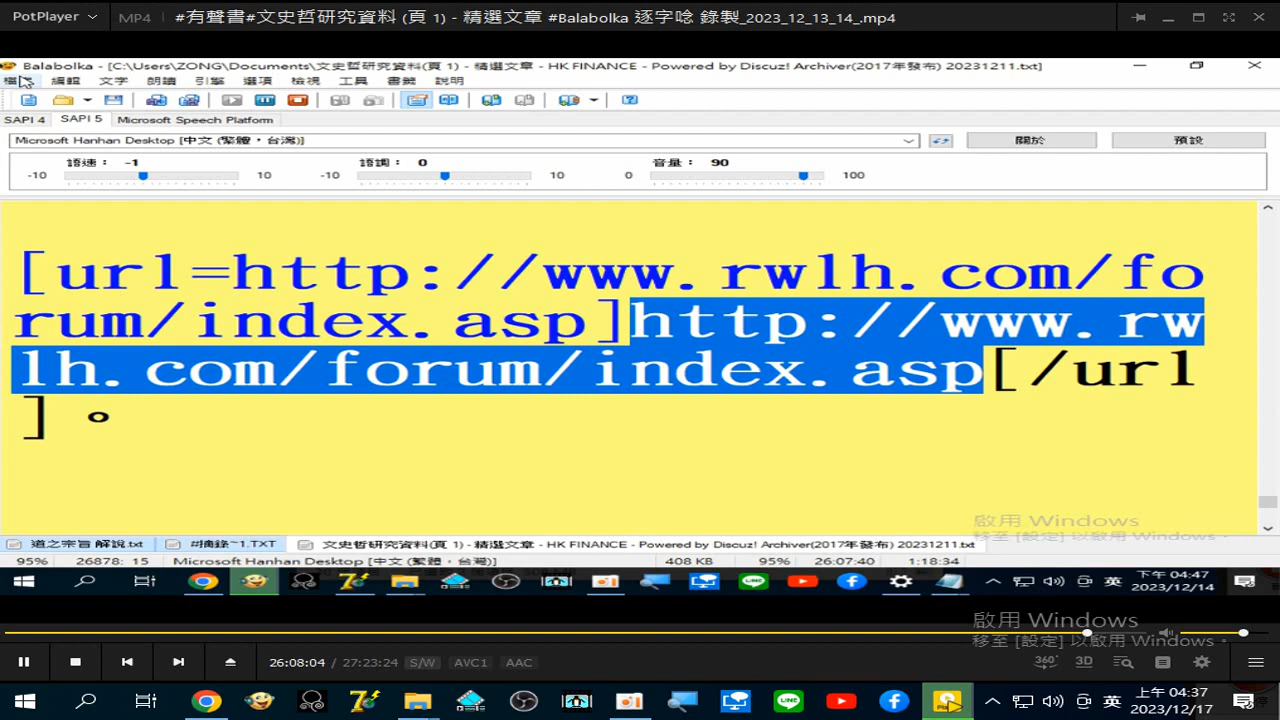 PotPlayer MP4 #有聲書#文史哲研究資料 (頁 1) - 精選文章 #Balabolka 逐字唸 錄製_2023_12_13_14_.mp4
Balabolka - [C:\Users\ZONG\Documents\文史哲研究資料(頁 1) - 精選文章 - HK FINANCE - Powered by Discuz! Archiver(2017年發布) 20231211.txt]
檔案 編輯 文字 朗讀 引擎 選項 檢視 工具 書籤 說明
SAPI 4 SAPI 5 Microsoft Speech Platform
Microsoft Hanhan Desktop [中文 (繁體，台灣)] 關於 預設
語速： -1 語調： 0 音量： 90
-10 10 -10 10 0 100
[url=http://www.rwlh.com/fo
rum/index.asp]http://www.rw
lh.com/forum/index.asp[/url
]。
啟用 Windows
移至 [設定] 以啟用 Windows。
道之宗旨 解說.txt #摘錄~1.TXT 文史哲研究資料(頁 1) - 精選文章 - HK FINANCE - Powered by Discuz! Archiver(2017年發布) 20231211.txt
95% 26878: 15 Microsoft Hanhan Desktop [中文 (繁體，台灣)] 408 KB 95% 26:07:40 1:18:34
英 下午 04:47
2023/12/14
啟用 Windows
移至 [設定] 以啟用 Windows。
26:08:04 / 27:23:24 S/W AVC1 AAC 360° 3D
英 上午 04:37
2023/12/17